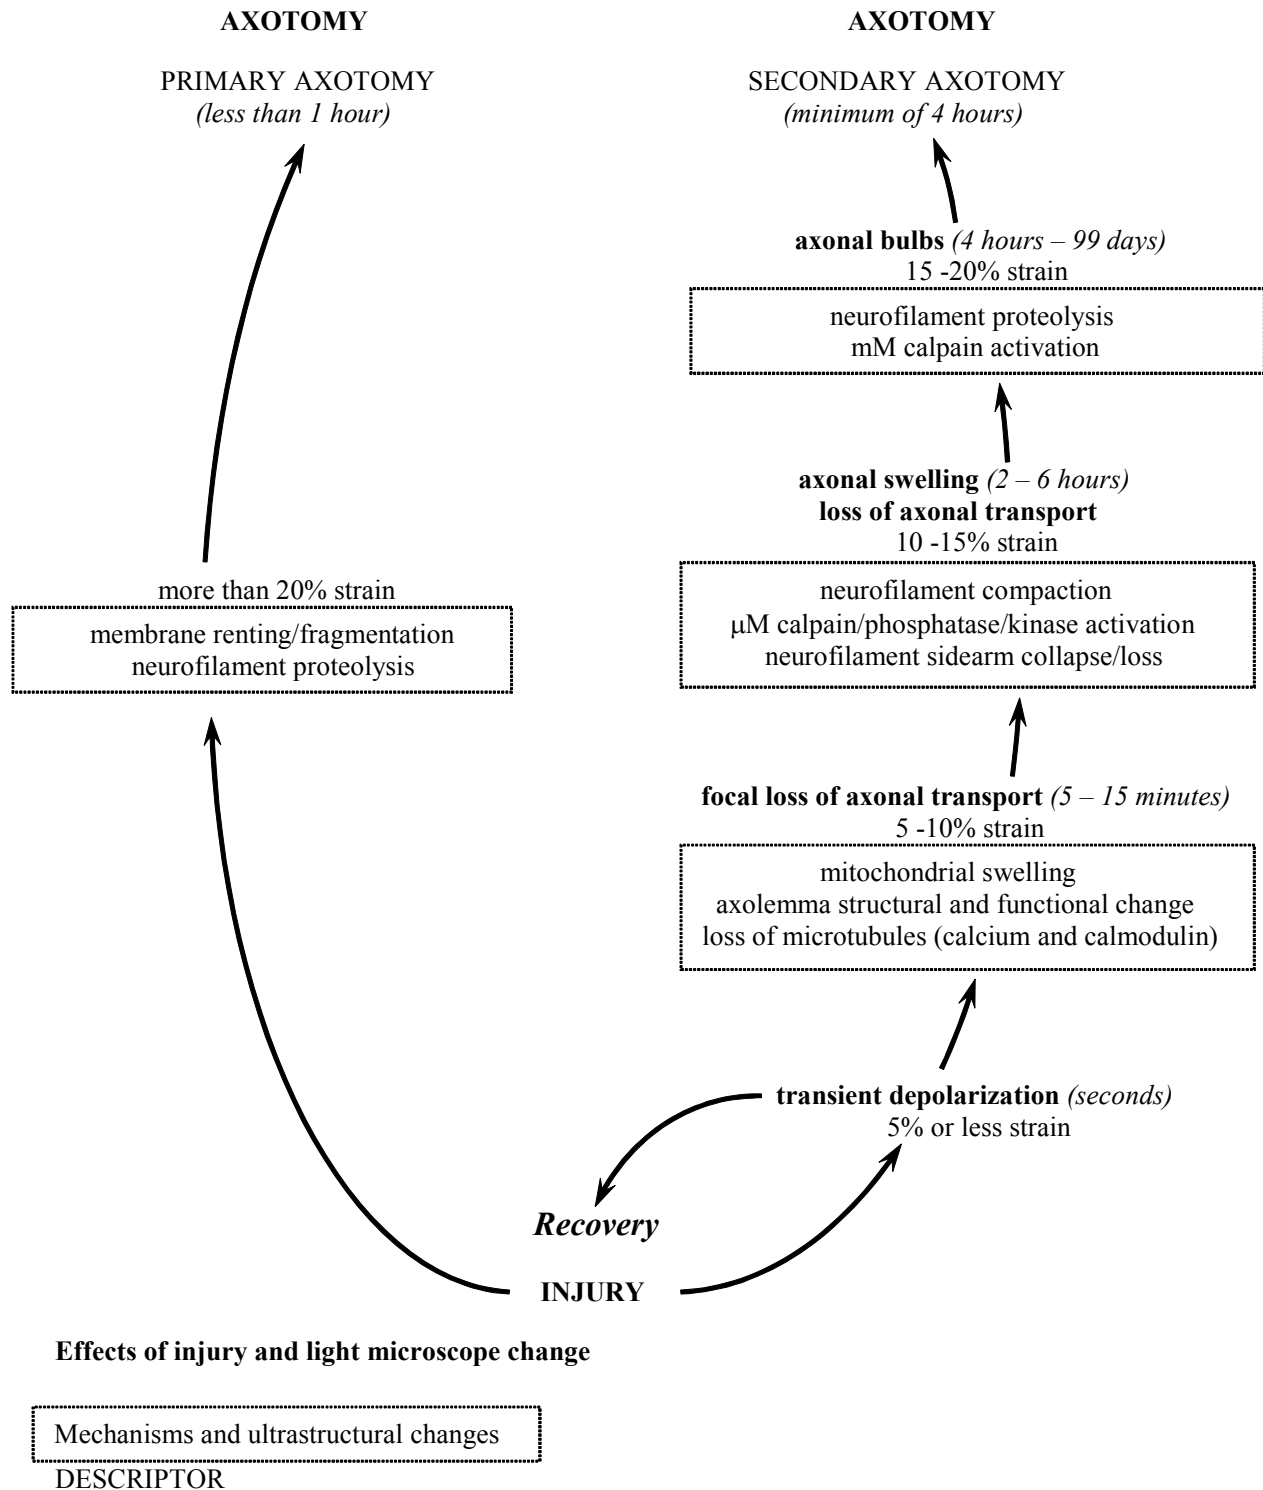 AXOTOMY
PRIMARY AXOTOMY
(less than 1 hour)
more than 20% strain
membrane renting/fragmentation
neurofilament proteolysis
AXOTOMY
SECONDARY AXOTOMY
(minimum of 4 hours)
axonal bulbs (4 hours – 99 days)
15 -20% strain
neurofilament proteolysis
mM calpain activation
axonal swelling (2 – 6 hours)
loss of axonal transport
10 -15% strain
neurofilament compaction
μM calpain/phosphatase/kinase activation
neurofilament sidearm collapse/loss
focal loss of axonal transport (5 – 15 minutes)
5 -10% strain
mitochondrial swelling
axolemma structural and functional change
loss of microtubules (calcium and calmodulin)
transient depolarization (seconds)
5% or less strain
Recovery
INJURY
Effects of injury and light microscope change
Mechanisms and ultrastructural changes
DESCRIPTOR